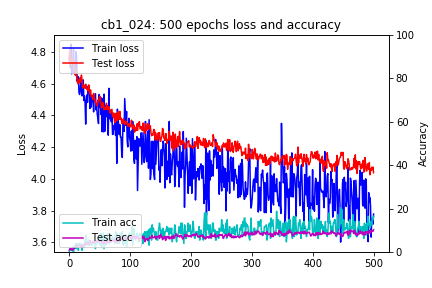 cb1_024: 500 epochs loss and accuracy
Train loss
Test loss
Train acc
Test acc
Loss
4.8
4.6
4.4
4.2
4.0
3.8
3.6
Accuracy
100
80
60
40
20
0
0 100 200 300 400 500